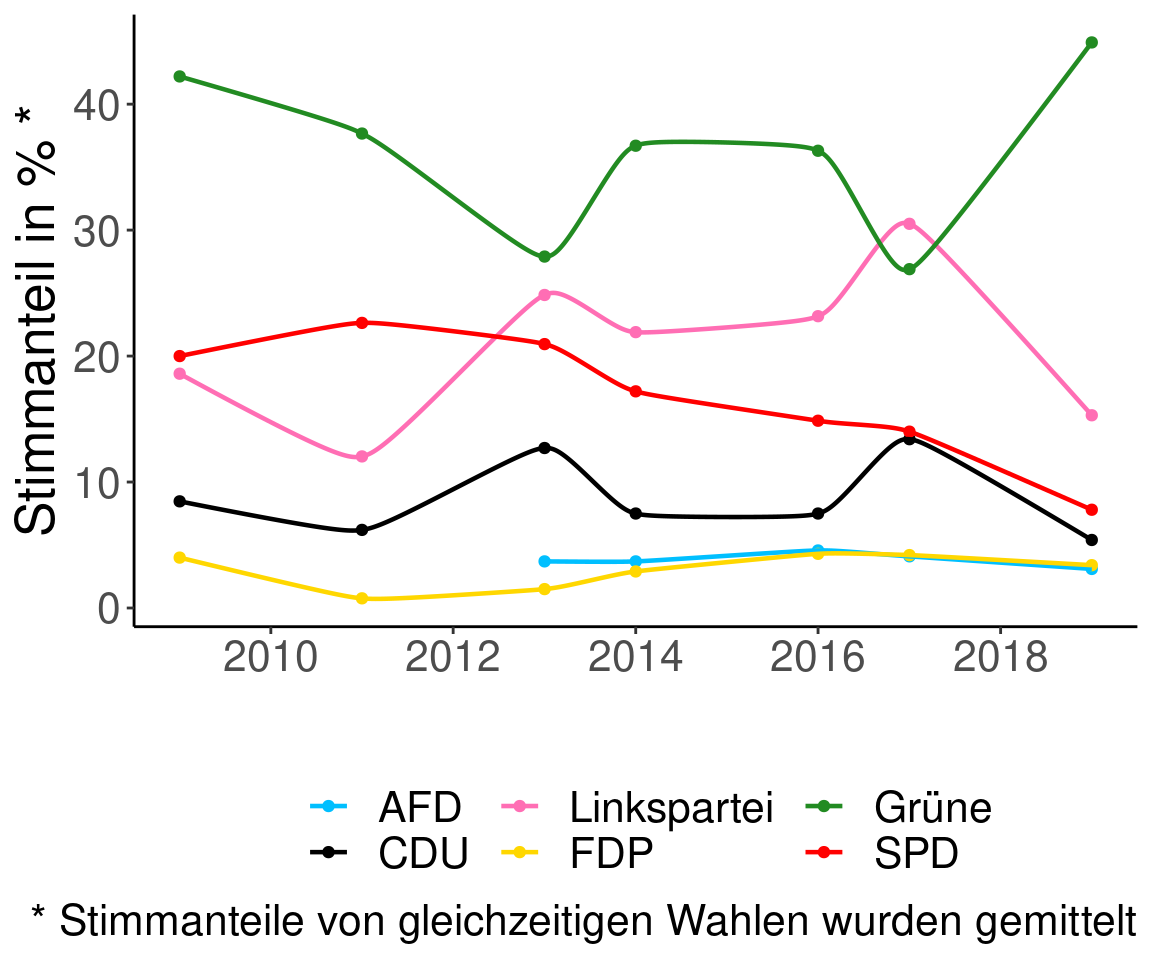 Stimmanteil in % *
40
30
20
10
0
2010 2012 2014 2016 2018
AFD Linkspartei Grüne
CDU FDP SPD
* Stimmanteile von gleichzeitigen Wahlen wurden gemittelt